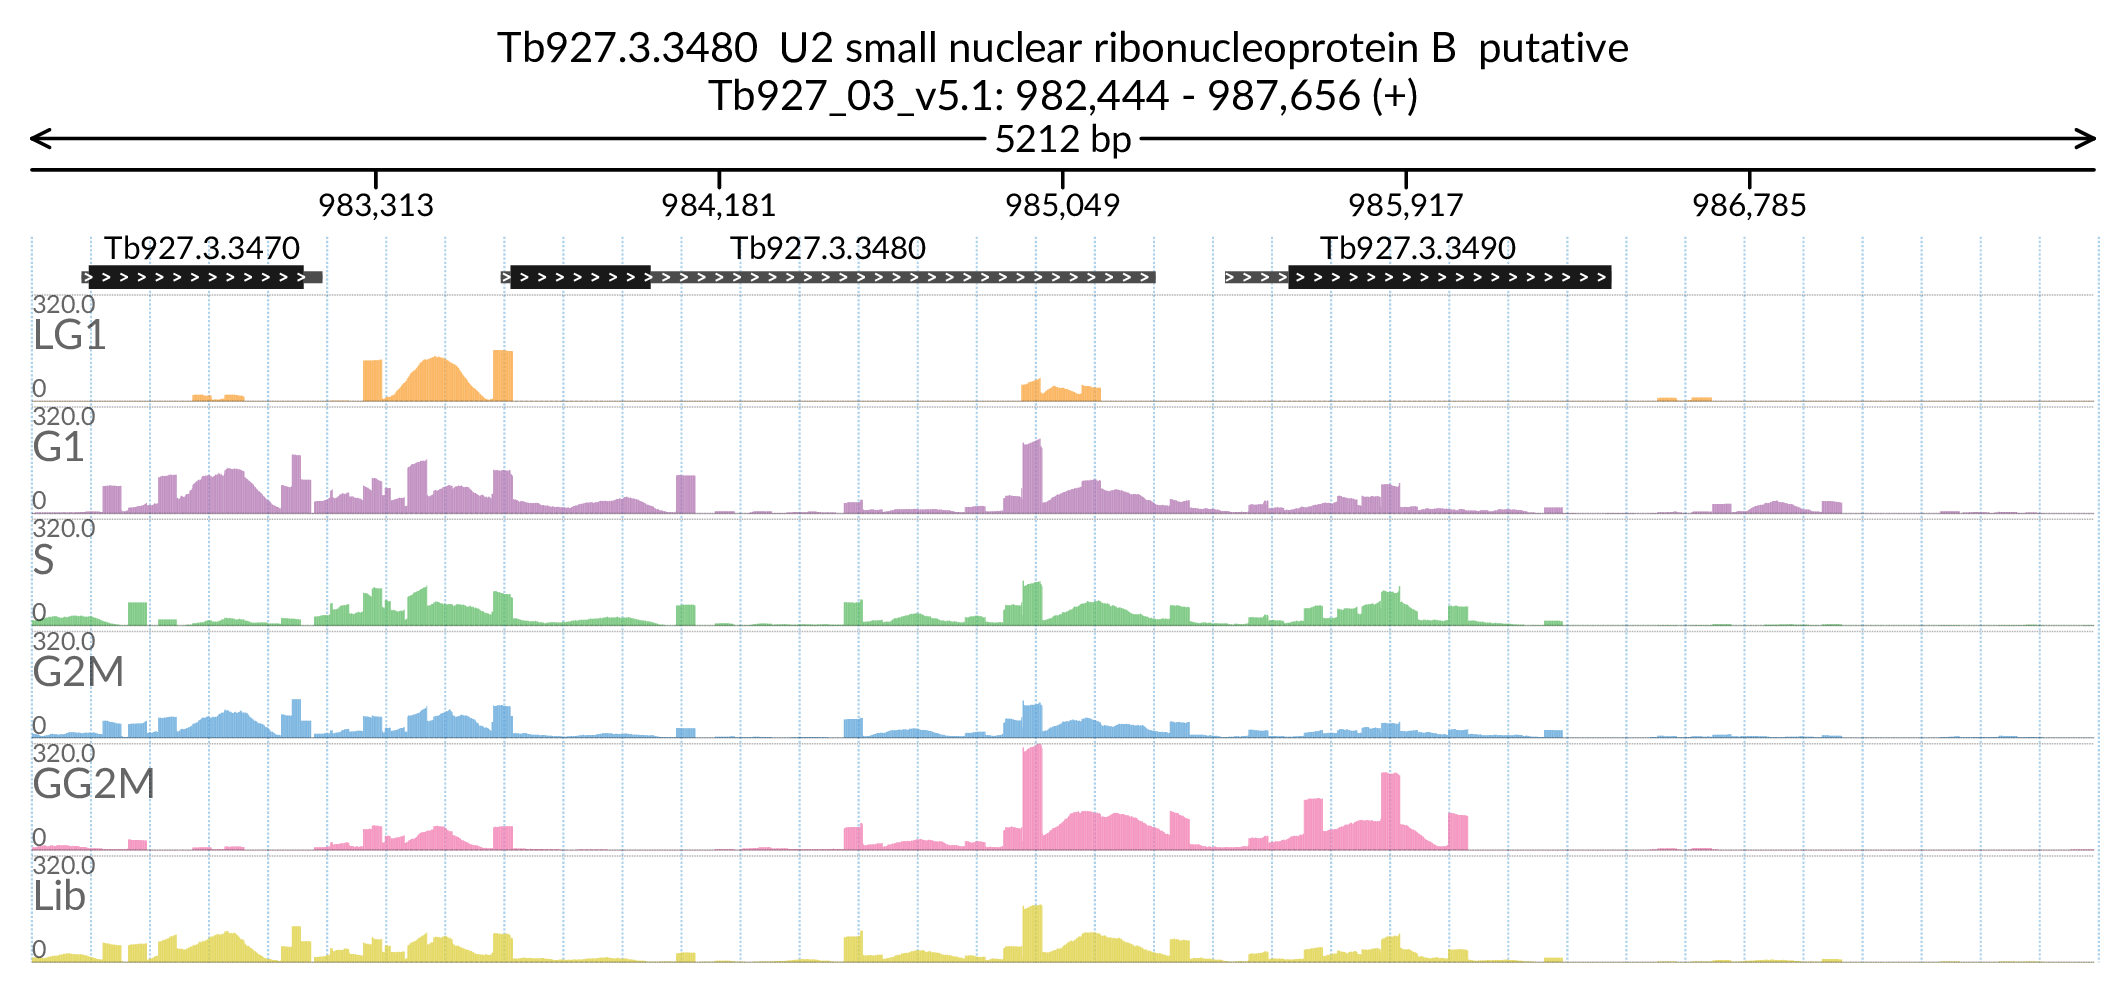 Tb927.3.3480  U2 small nuclear ribonucleoprotein B  putative
Tb927_03_v5.1: 982,444 - 987,656 (+)
5212 bp
983,313 984,181 985,049 985,917 986,785
Tb927.3.3470 Tb927.3.3480 Tb927.3.3490
320.0
LG1
0
320.0
G1
0
320.0
S
0
320.0
G2M
0
320.0
GG2M
0
320.0
Lib
0